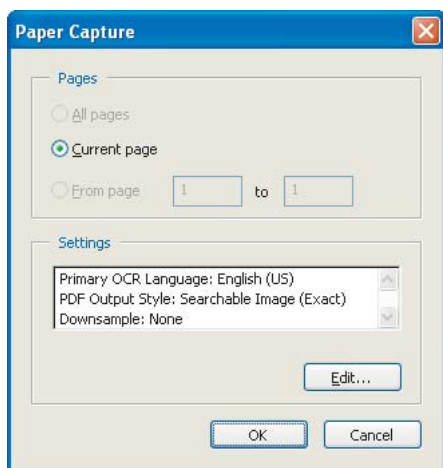 Paper Capture
Pages
All pages
Current page
From page 1 to 1
Settings
Primary OCR Language: English (US)
PDF Output Style: Searchable Image (Exact)
Downsample: None
Edit...
OK Cancel